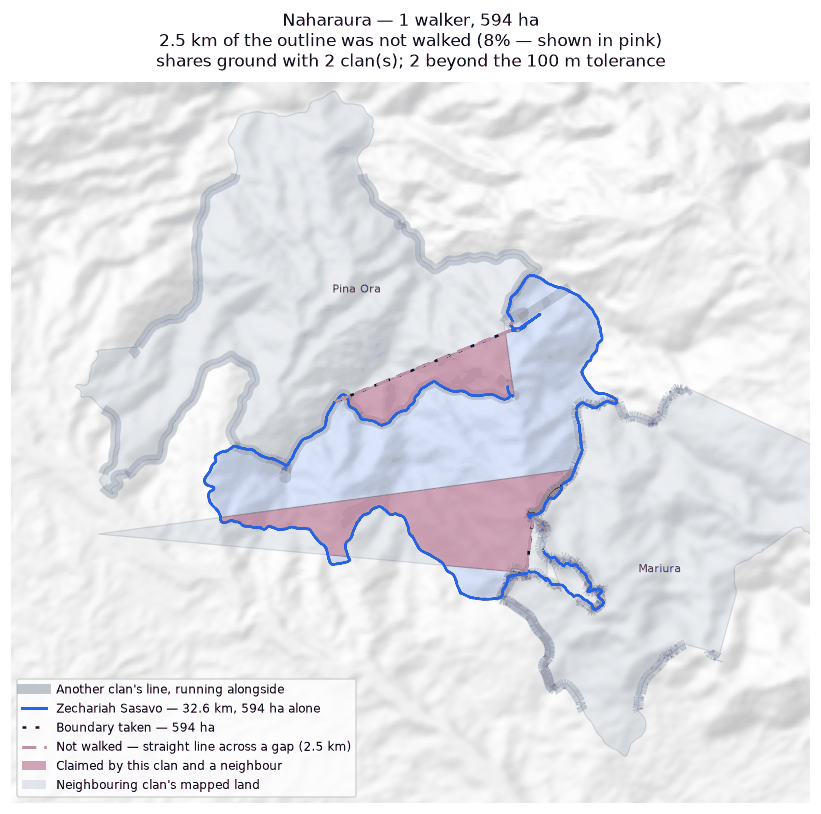 Naharaura — 1 walker, 594 ha
2.5 km of the outline was not walked (8% — shown in pink)
shares ground with 2 clan(s); 2 beyond the 100 m tolerance
Pina Ora
Mariura
Another clan's line, running alongside
Zechariah Sasavo — 32.6 km, 594 ha alone
Boundary taken — 594 ha
Not walked — straight line across a gap (2.5 km)
Claimed by this clan and a neighbour
Neighbouring clan's mapped land